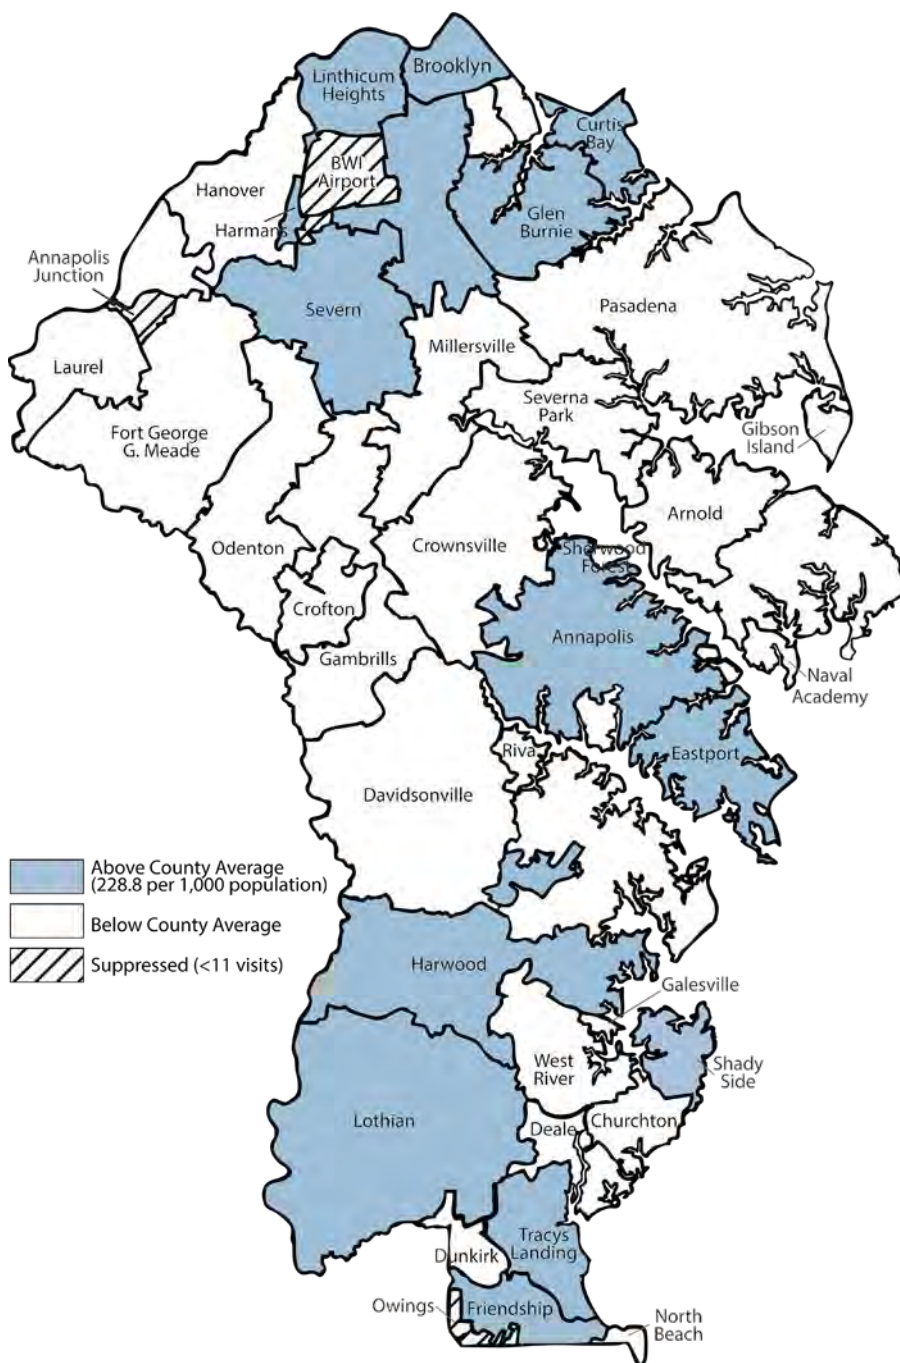 Linthicum
Heights
Brooklyn
Curtis
Bay
BWI
Airport
Hanover
Harmans
Glen
Burnie
Annapolis
Junction
Severn
Pasadena
Millersville
Laurel
Severna
Park
Gibson
Island
Fort George
G. Meade
Arnold
Odenton
Crownsville
Sherwood
Forest
Crofton
Annapolis
Gambrills
Naval
Academy
Riva
Eastport
Davidsonville
Above County Average
(228.8 per 1,000 population)
Below County Average
Suppressed (<11 visits)
Harwood
Galesville
West
River
Shady
Side
Lothian
Deale
Churchton
Tracys
Landing
Dunkirk
Owings
Friendship
North
Beach